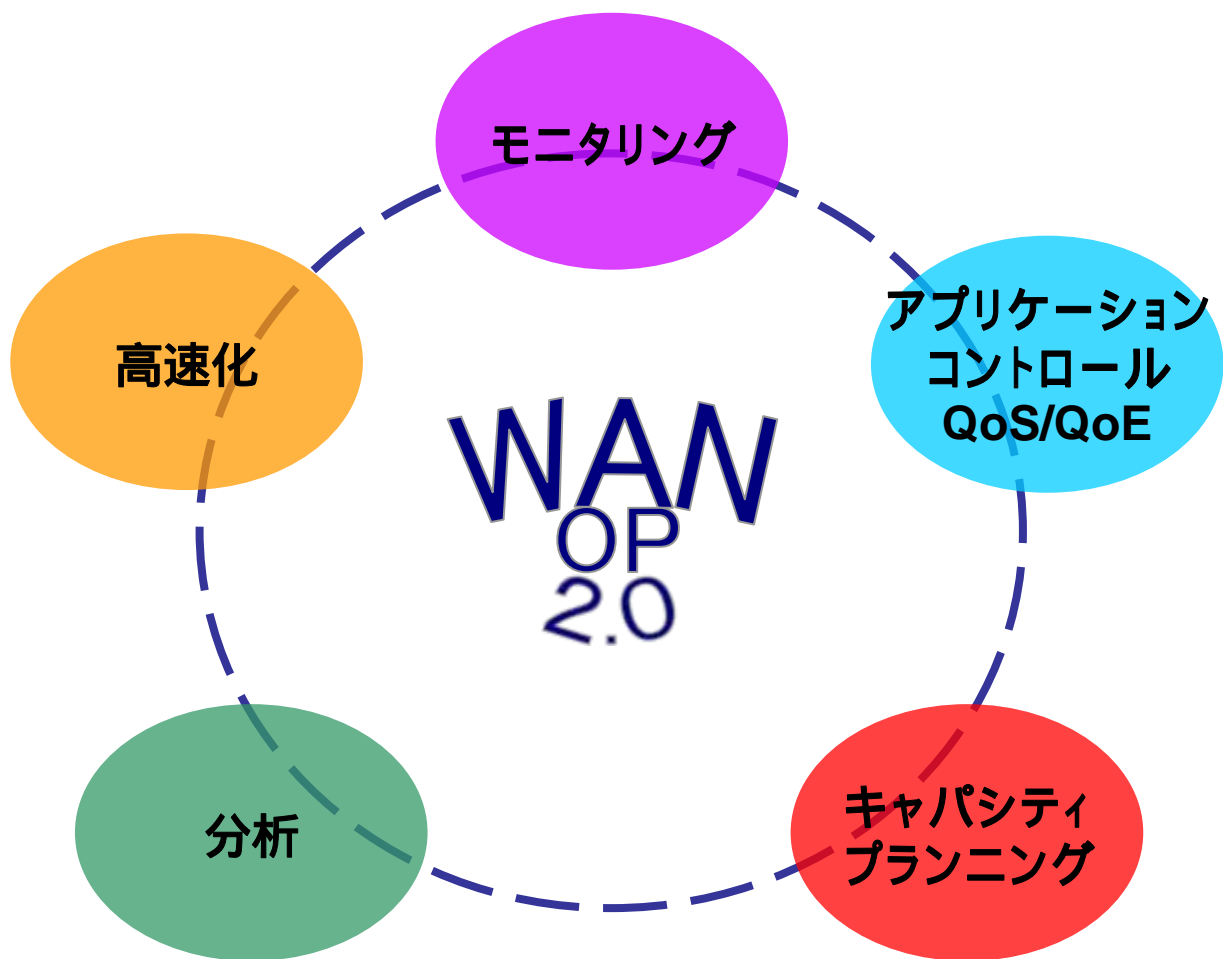 モニタリング
高速化
アプリケーション
コントロール
QoS/QoE
WAN
OP
2.0
分析
キャパシティ
プランニング